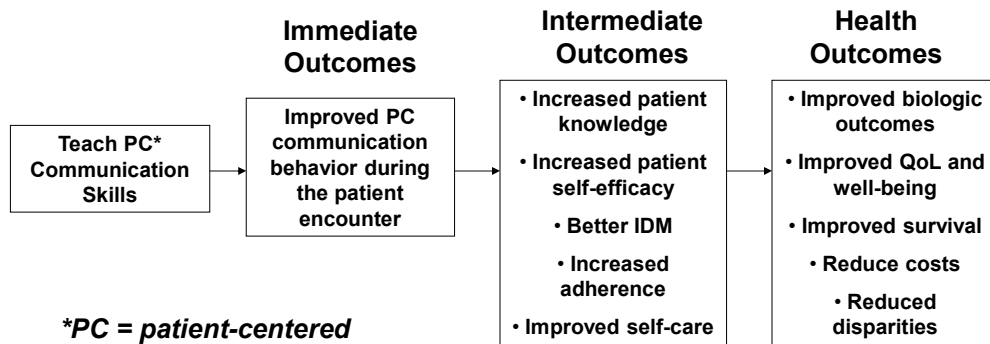 Immediate
Outcomes
Intermediate
Outcomes
Health
Outcomes
Teach PC*
Communication
Skills
Improved PC
communication
behavior during
the patient
encounter
• Increased patient
knowledge
• Increased patient
self-efficacy
• Better IDM
• Increased
adherence
• Improved self-care
• Improved biologic
outcomes
• Improved QoL and
well-being
• Improved survival
• Reduce costs
• Reduced
disparities
*PC = patient-centered